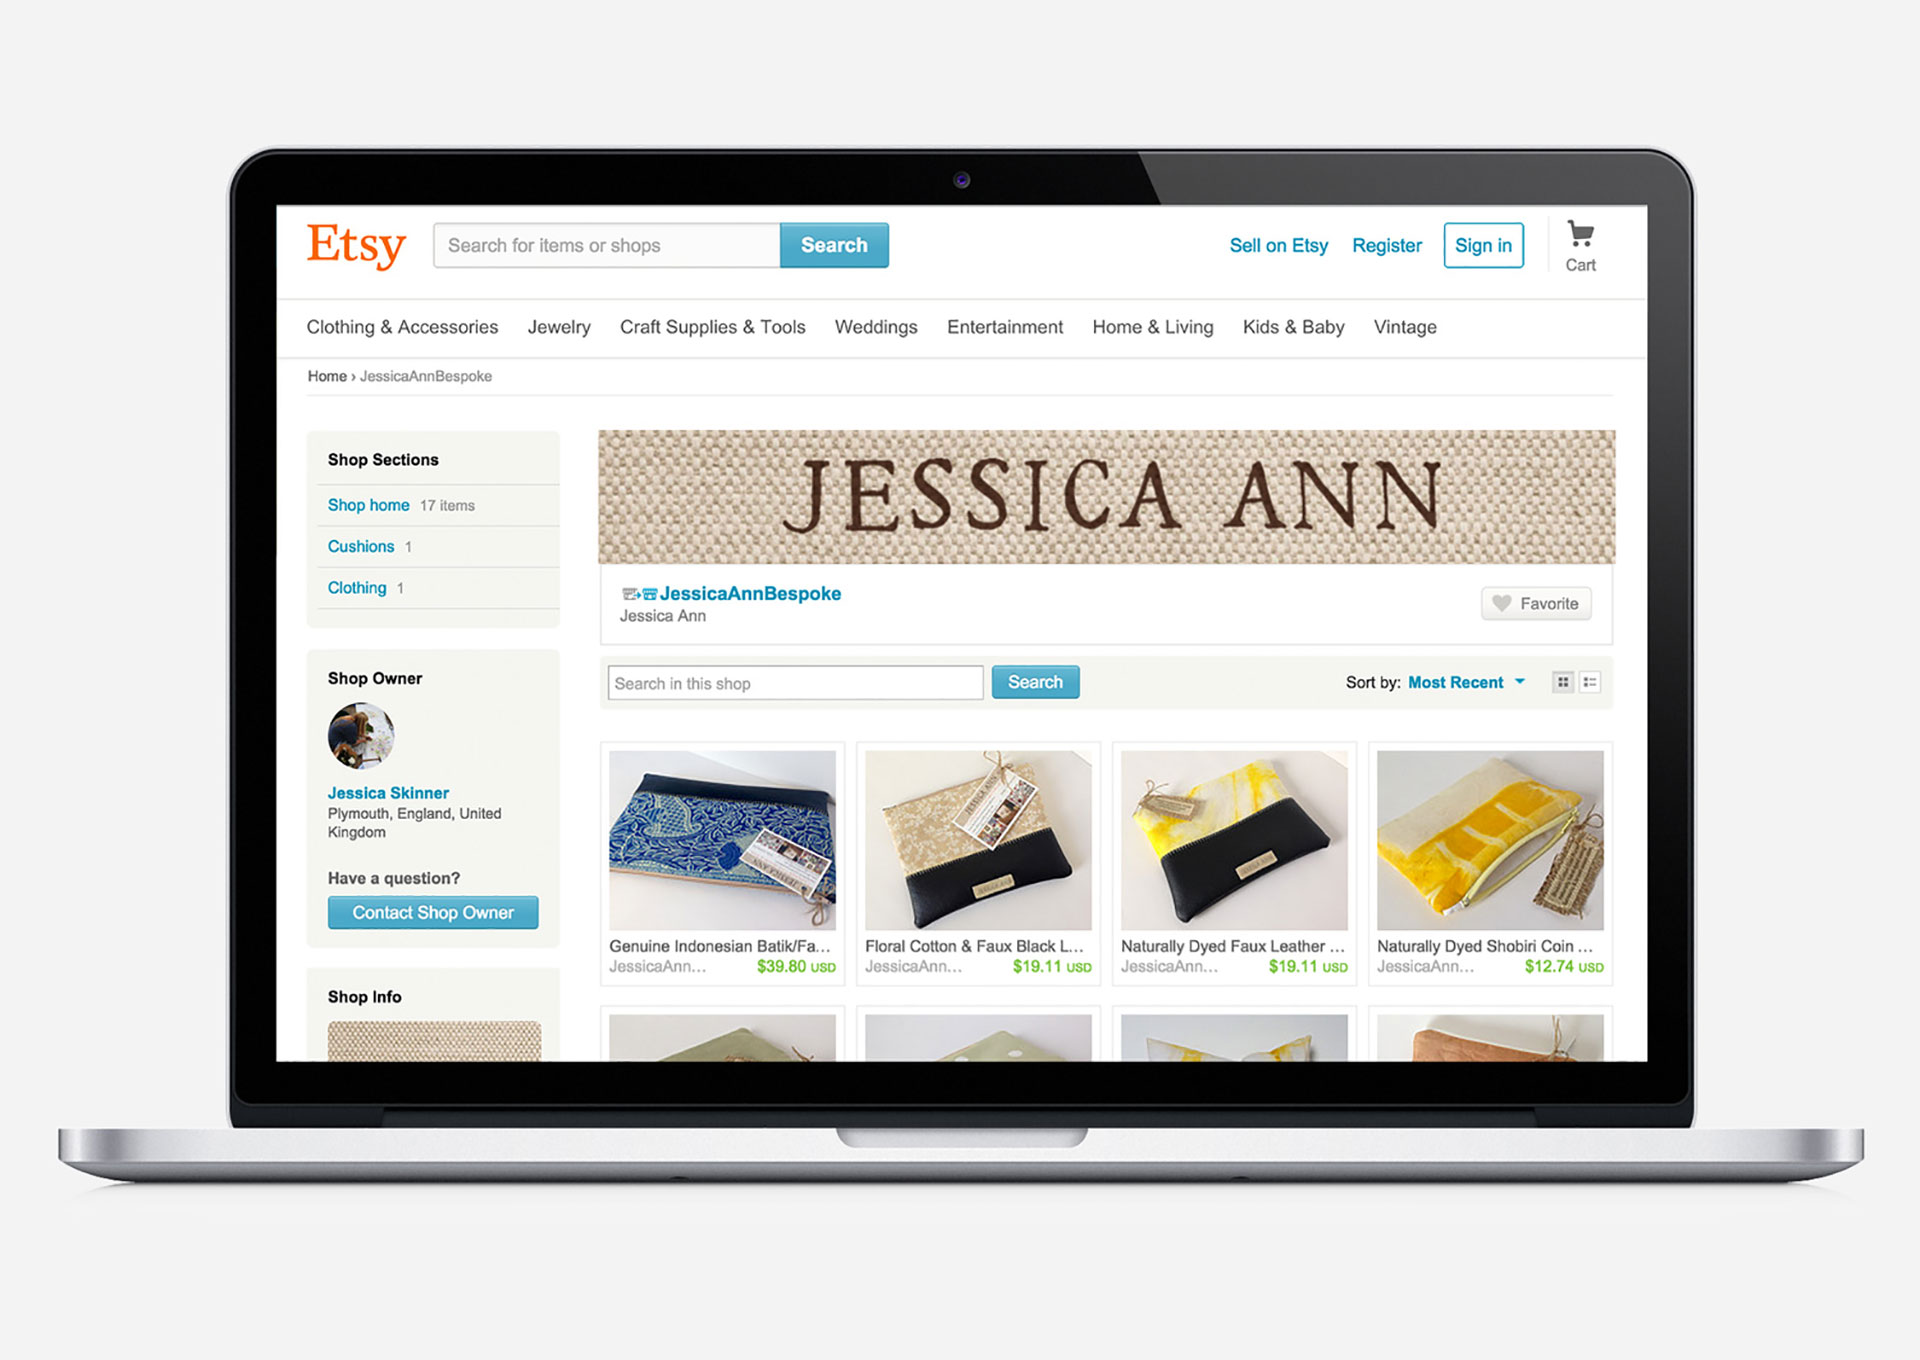 Etsy
Search for items or shops
Search
Sell on Etsy
Register
Sign in
Cart
Clothing & Accessories
Jewelry
Craft Supplies & Tools
Weddings
Entertainment
Home & Living
Kids & Baby
Vintage
Home › JessicaAnnBespoke
Shop Sections
Shop home 17 items
Cushions 1
Clothing 1
Shop Owner
Jessica Skinner
Plymouth, England, United
Kingdom
Have a question?
Contact Shop Owner
Shop Info
JESSICA ANN
JessicaAnnBespoke
Jessica Ann
Favorite
Search in this shop
Search
Sort by: Most Recent
Genuine Indonesian Batik/Fa...
JessicaAnn... $39.80 USD
Floral Cotton & Faux Black L...
JessicaAnn... $19.11 USD
Naturally Dyed Faux Leather ...
JessicaAnn... $19.11 USD
Naturally Dyed Shobiri Coin ...
JessicaAnn... $12.74 USD